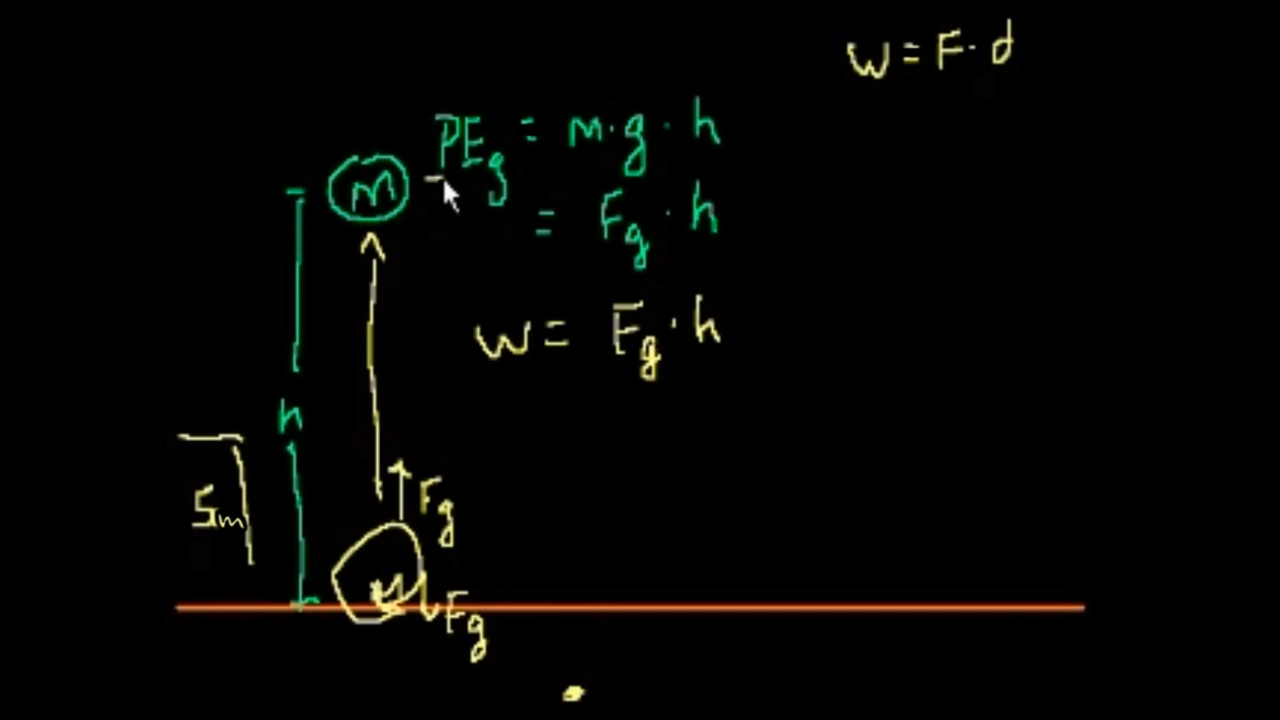 W = F · d
PEg = m · g · h
m
= Fg · h
W = Fg · h
h
5m
Fg
M
Fg